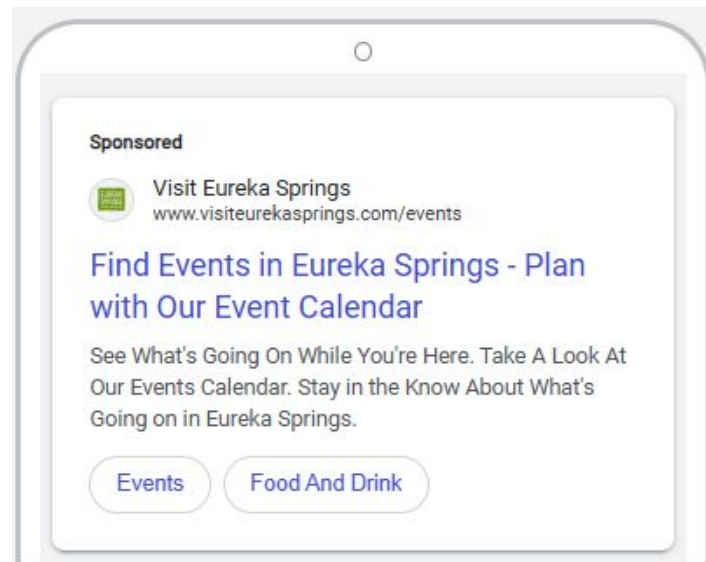 Sponsored
Visit Eureka Springs
www.visiteurekasprings.com/events
Find Events in Eureka Springs - Plan
with Our Event Calendar
See What's Going On While You're Here. Take A Look At
Our Events Calendar. Stay in the Know About What's
Going on in Eureka Springs.
Events
Food And Drink